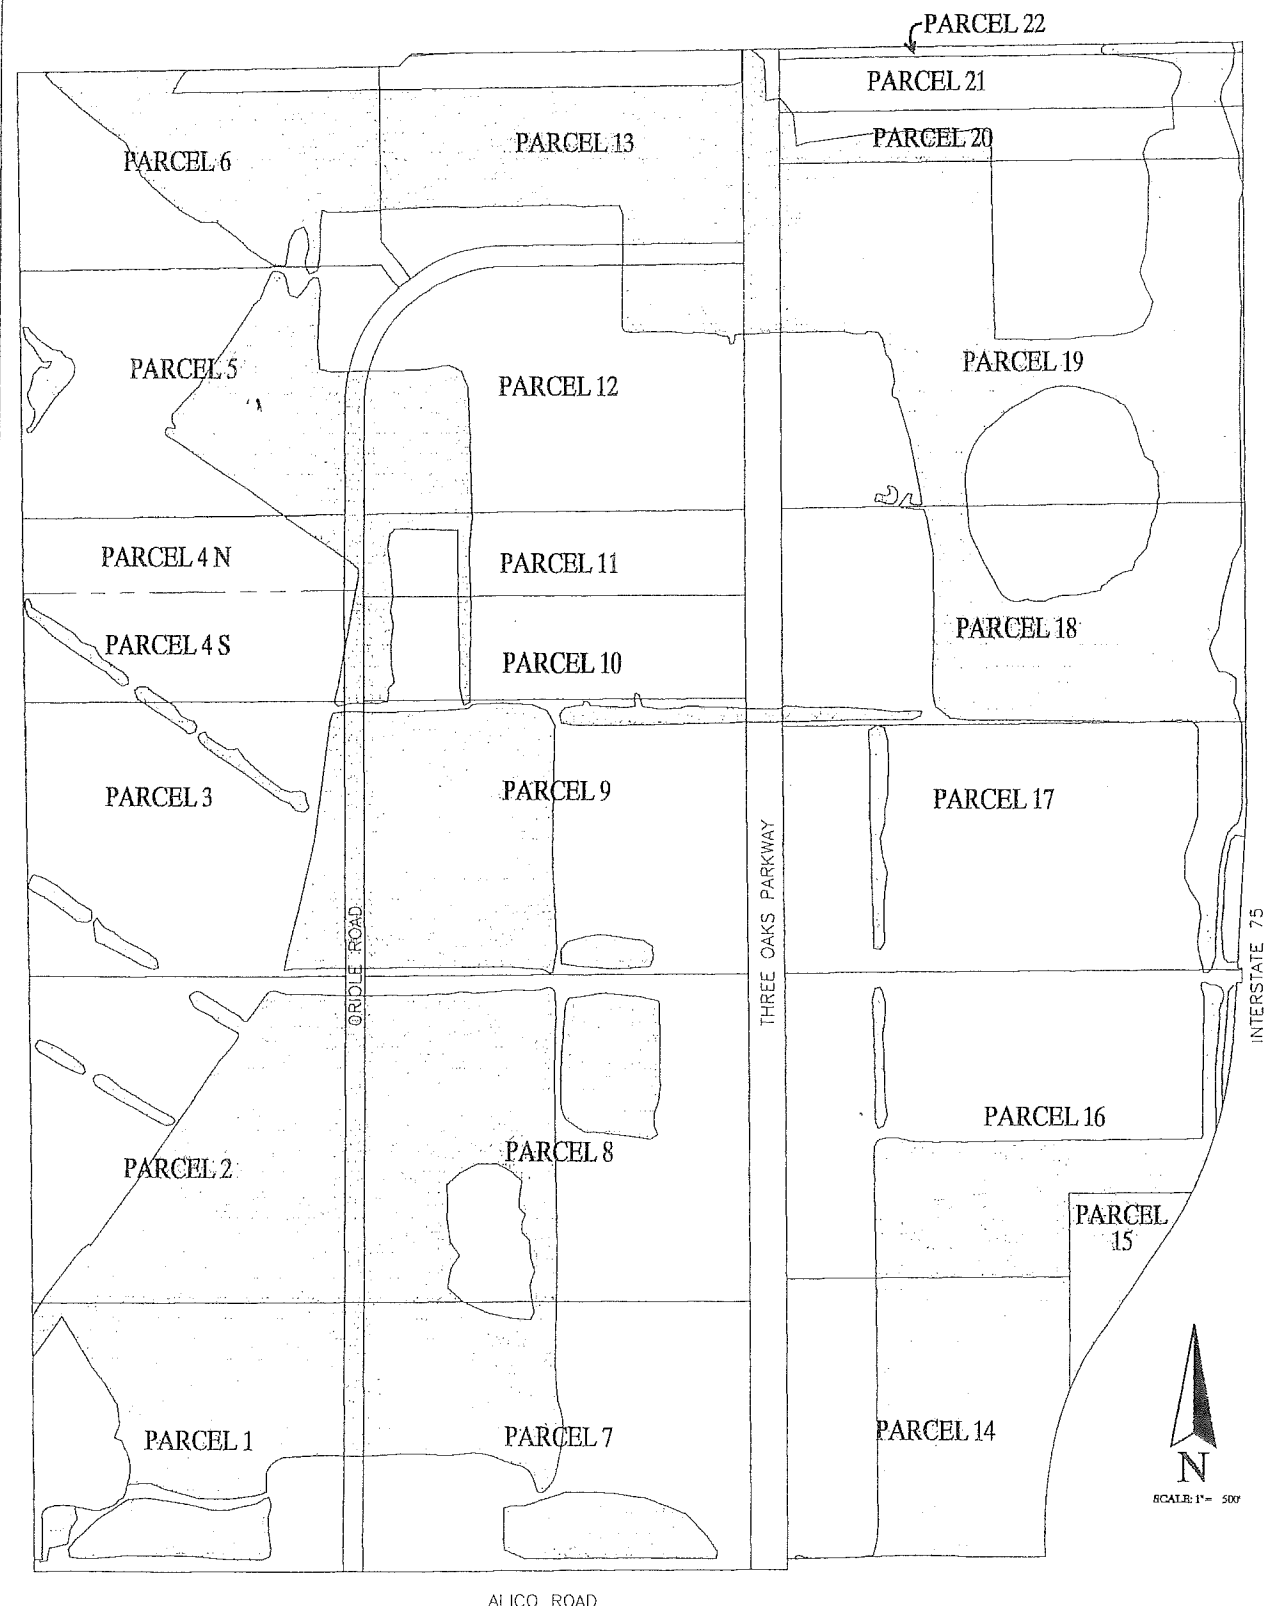 PARCEL 22
PARCEL 21
PARCEL 20
PARCEL 13
PARCEL 6
PARCEL 19
PARCEL 5
PARCEL 12
PARCEL 4 N
PARCEL 11
PARCEL 18
PARCEL 4 S
PARCEL 10
PARCEL 3
PARCEL 9
PARCEL 17
THREE OAKS PARKWAY
ORIOLE ROAD
INTERSTATE 75
PARCEL 16
PARCEL 2
PARCEL 8
PARCEL
15
PARCEL 1
PARCEL 7
PARCEL 14
N
SCALE: 1"= 500'
ALICO ROAD